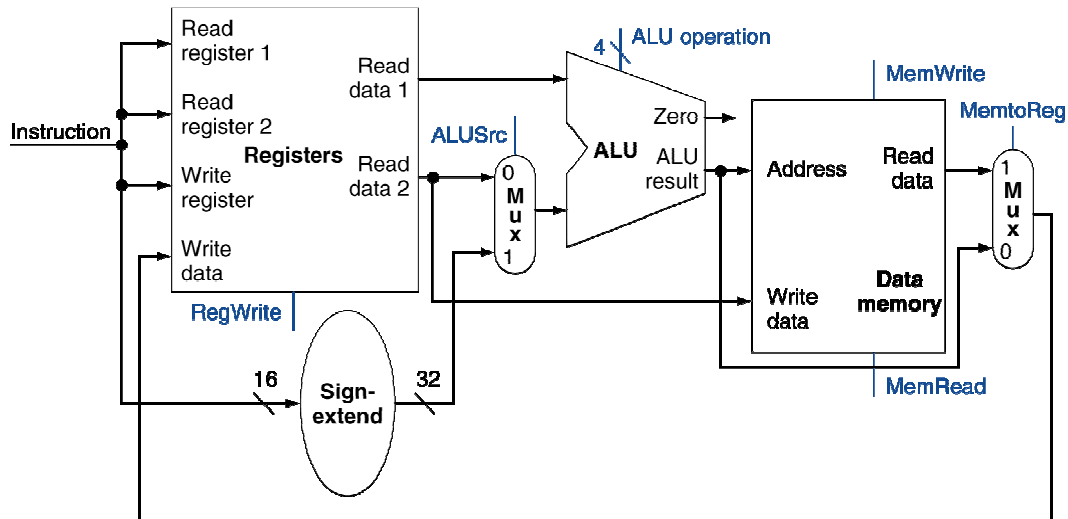 Instruction
Read
register 1
Read
register 2
Write
register
Write
data
Registers
Read
data 1
Read
data 2
RegWrite
16
Sign-
extend
32
ALUSrc
0
M
u
x
1
4
ALU operation
Zero
ALU
ALU
result
MemWrite
Address
Read
data
Write
data
Data
memory
MemRead
MemtoReg
1
M
u
x
0